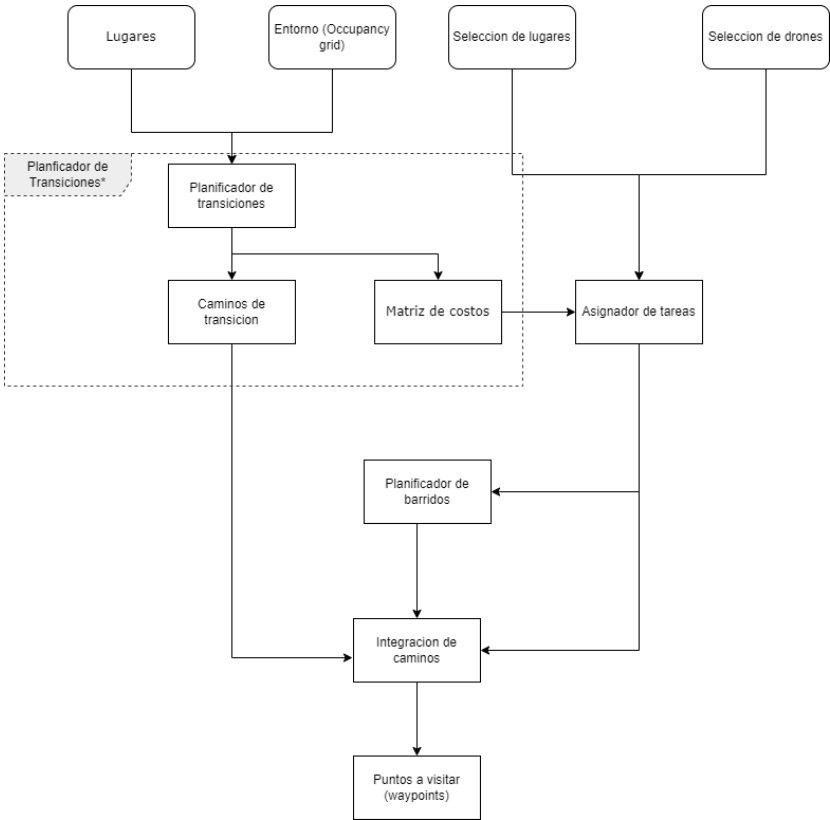 Lugares
Entorno (Occupancy
grid)
Seleccion de lugares
Seleccion de drones
Planficador de
Transiciones*
Planificador de
transiciones
Caminos de
transicion
Matriz de costos
Asignador de tareas
Planificador de
barridos
Integracion de
caminos
Puntos a visitar
(waypoints)